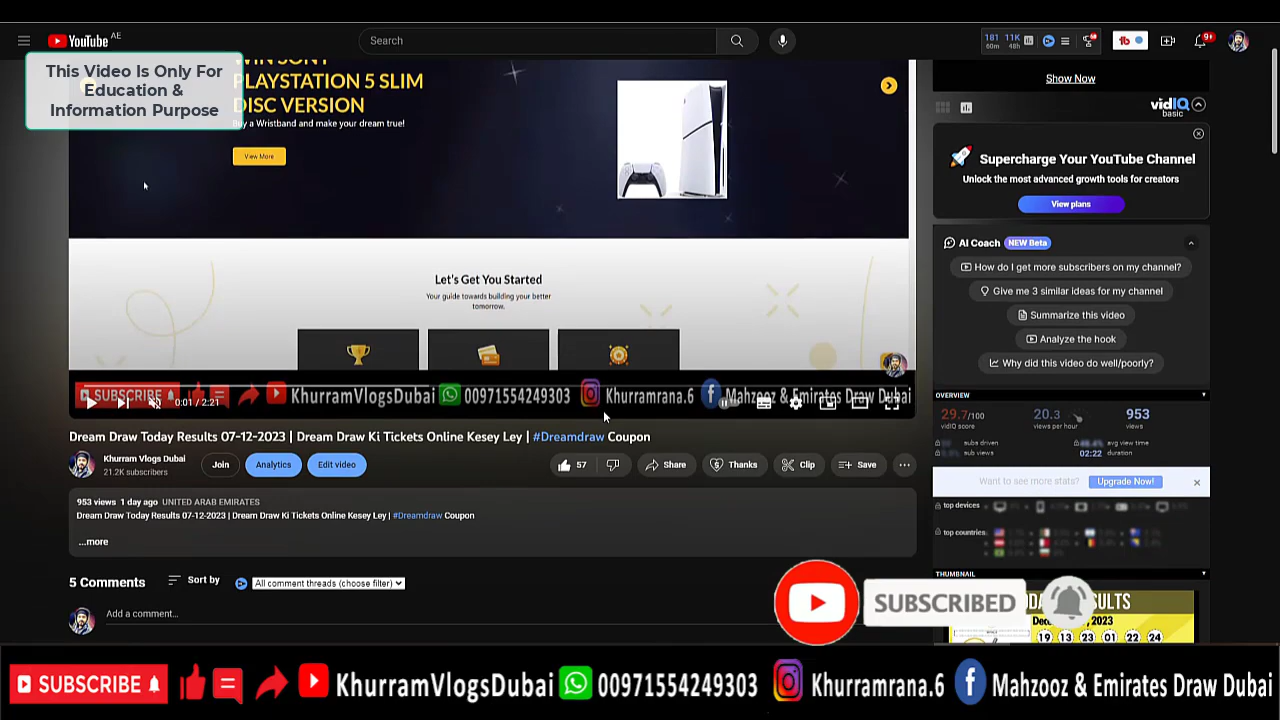 YouTube AE
Search
181 11K
60m 48h
9+
This Video Is Only For
Education &
Information Purpose
WIN SONY
PLAYSTATION 5 SLIM
DISC VERSION
Buy a Wristband and make your dream true!
View More
Let's Get You Started
Your guide towards building your better
tomorrow.
SUBSCRIBE KhurramVlogsDubai 00971554249303 Khurramrana.6 Mahzooz & Emirates Draw Dubai
0:01 / 2:21
Dream Draw Today Results 07-12-2023 | Dream Draw Ki Tickets Online Kesey Ley | #Dreamdraw Coupon
Khurram Vlogs Dubai
21.2K subscribers
Join
Analytics
Edit video
57
Share
Thanks
Clip
Save
953 views 1 day ago UNITED ARAB EMIRATES
Dream Draw Today Results 07-12-2023 | Dream Draw Ki Tickets Online Kesey Ley | #Dreamdraw Coupon
...more
5 Comments
Sort by
All comment threads (choose filter)
Add a comment...
Show Now
vidIQ
basic
Supercharge Your YouTube Channel
Unlock the most advanced growth tools for creators
View plans
AI Coach NEW Beta
How do I get more subscribers on my channel?
Give me 3 similar ideas for my channel
Summarize this video
Analyze the hook
Why did this video do well/poorly?
OVERVIEW
29.7/100 20.3 953
vidIQ score views per hour views
subs driven avg view time
sub views 02:22 duration
Want to see more stats? Upgrade Now!
top devices
top countries
THUMBNAIL
December 2023
19 13 23 01 22 24
SUBSCRIBED
SUBSCRIBE KhurramVlogsDubai 00971554249303 Khurramrana.6 Mahzooz & Emirates Draw Dubai